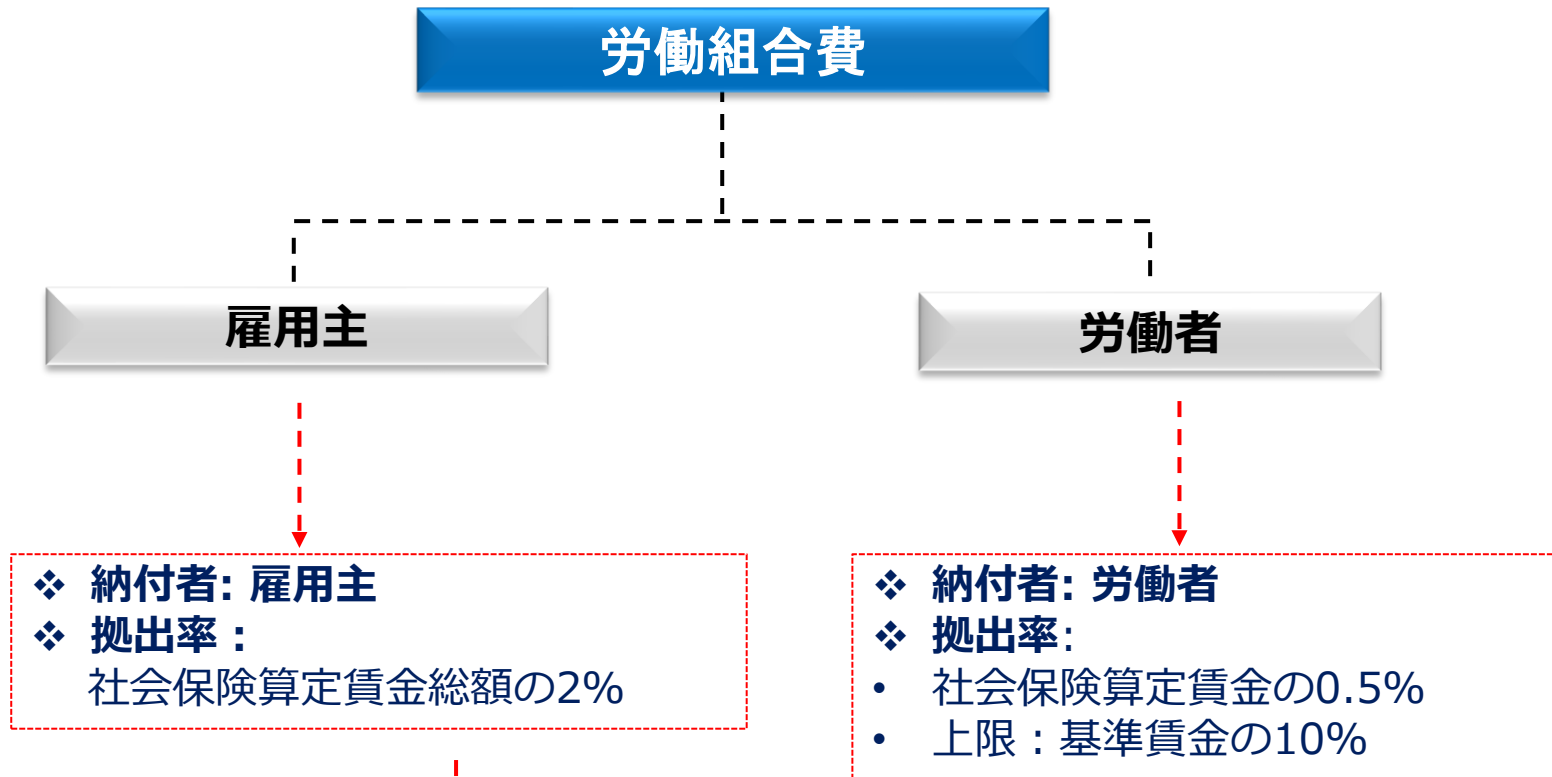 労働組合費
雇用主
労働者
❖ 納付者: 雇用主
❖ 拠出率：
社会保険算定賃金総額の2%
❖ 納付者: 労働者
❖ 拠出率:
• 社会保険算定賃金の0.5%
• 上限：基準賃金の10%